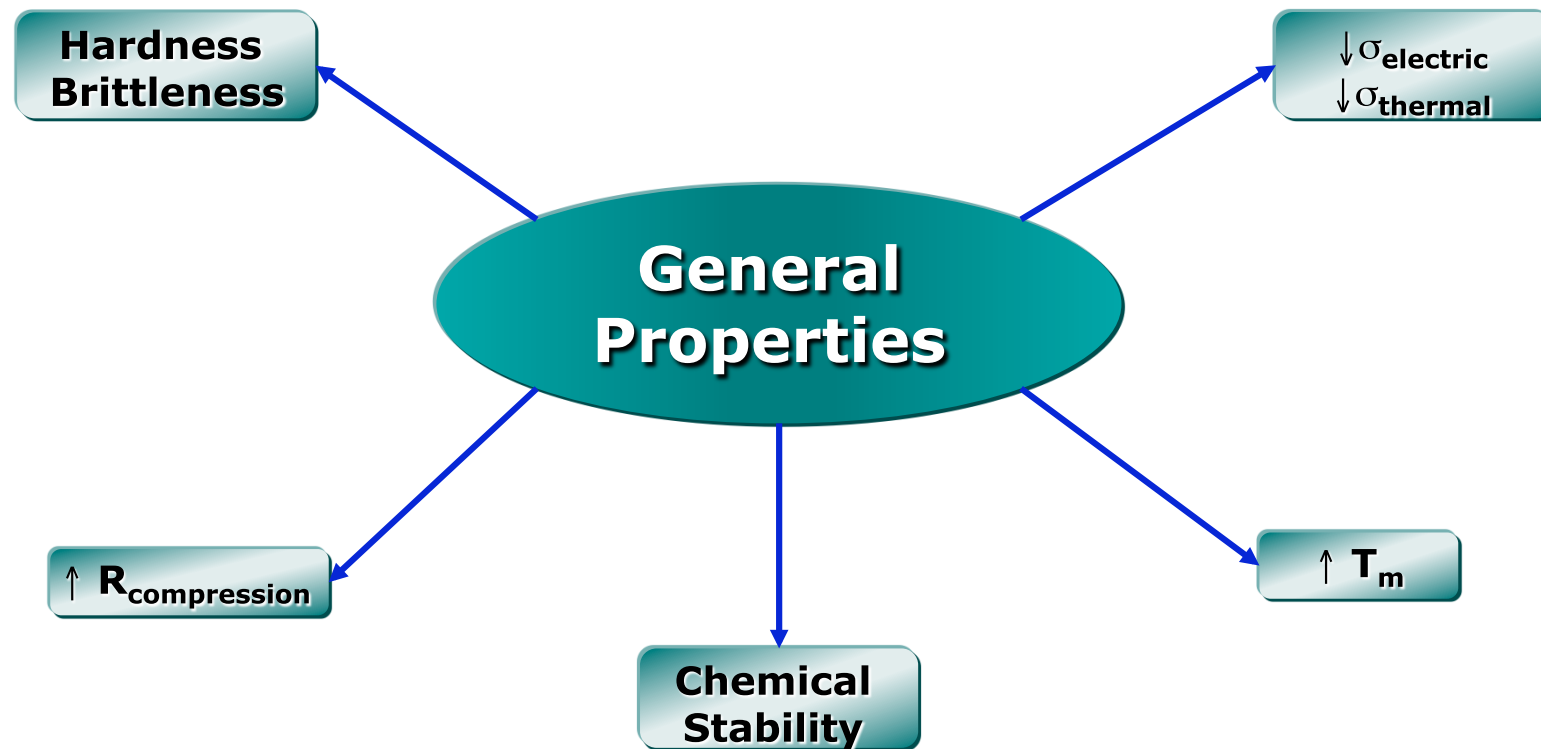 Hardness
Brittleness
↓σelectric
↓σthermal
General
Properties
↑ Rcompression
↑ Tm
Chemical
Stability